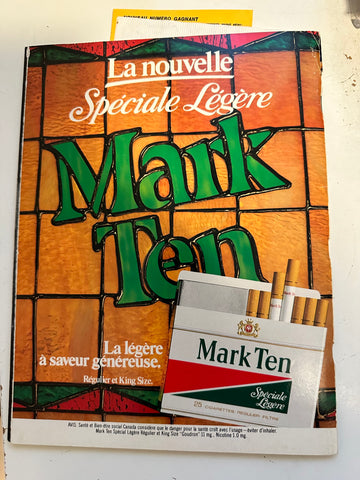 NOUVEAU NUMÉRO GAGNANT
La nouvelle
Spéciale Légère
Mark
Ten
La légère
à saveur généreuse.
Régulier et King Size.
Mark Ten
Spéciale
Légère
25 CIGARETTES REGULIER FILTRE
AVIS: Santé et Bien-être social Canada considère que le danger pour la santé croît avec l'usage—éviter d'inhaler.
Mark Ten Spécial Légère Régulier et King Size "Goudron" 11 mg., Nicotine 1.0 mg.